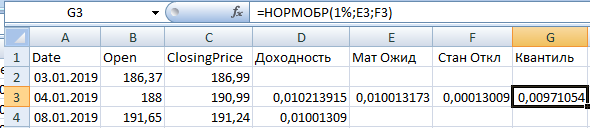 G3 fx =НОРМОБР(1%;E3;F3)
A B C D E F G
1 Date Open ClosingPrice Доходность Мат Ожид Стан Откл Квантиль
2 03.01.2019 186,37 186,99
3 04.01.2019 188 190,99 0,010213915 0,010013173 0,00013009 0,00971054
4 08.01.2019 191,65 191,24 0,01001309